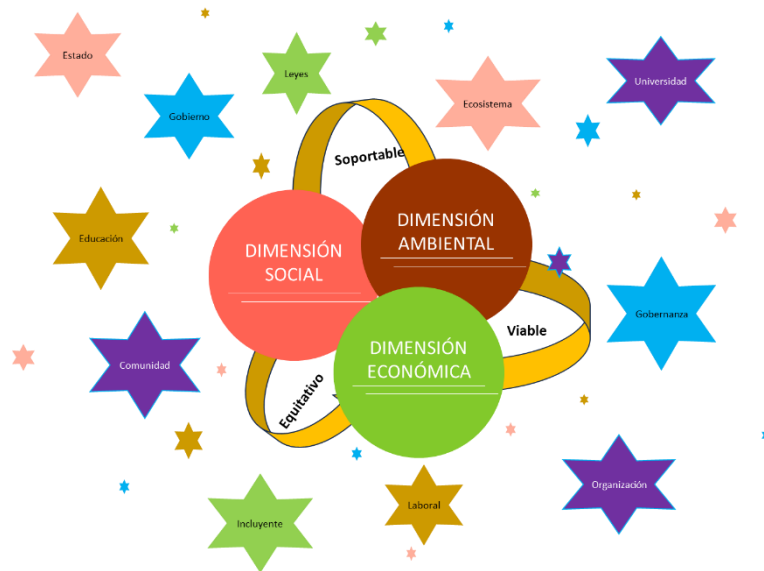 Estado
Leyes
Universidad
Ecosistema
Gobierno
Soportable
DIMENSIÓN
AMBIENTAL
Educación
DIMENSIÓN
SOCIAL
Gobernanza
Viable
DIMENSIÓN
ECONÓMICA
Comunidad
Equitativo
Organización
Laboral
Incluyente